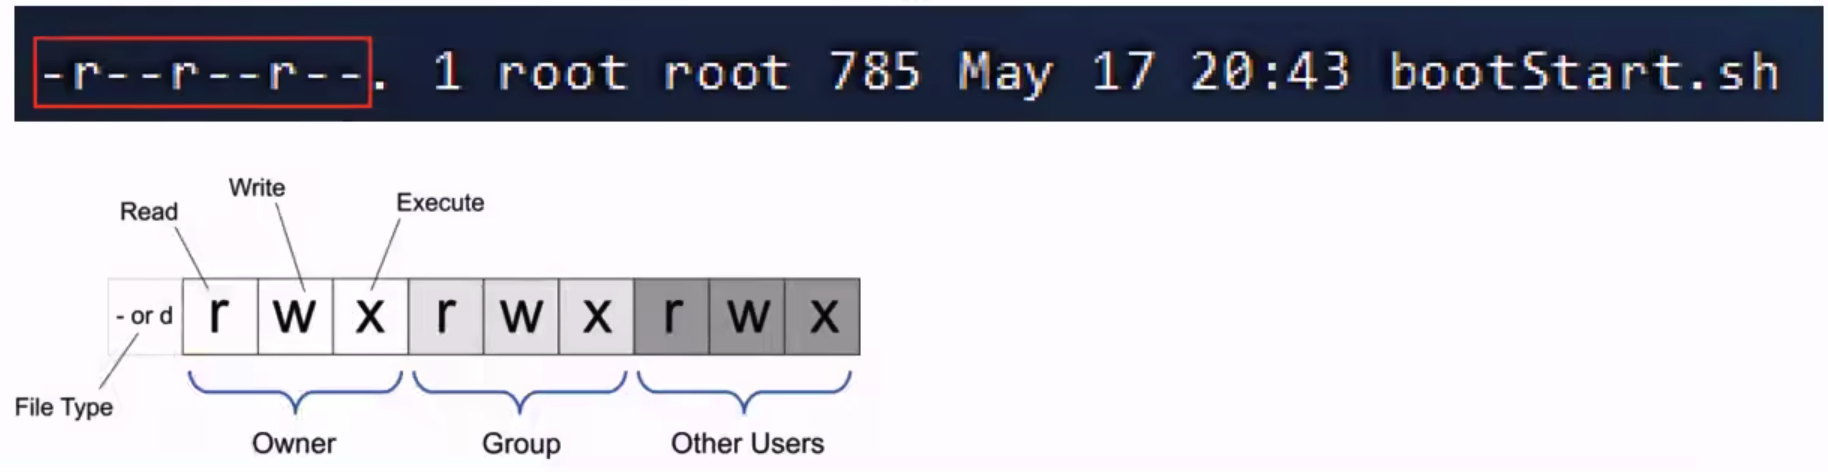 -r--r--r--. 1 root root 785 May 17 20:43 bootStart.sh
Write
Read
Execute
- or d r w x r w x r w x
File Type
Owner Group Other Users